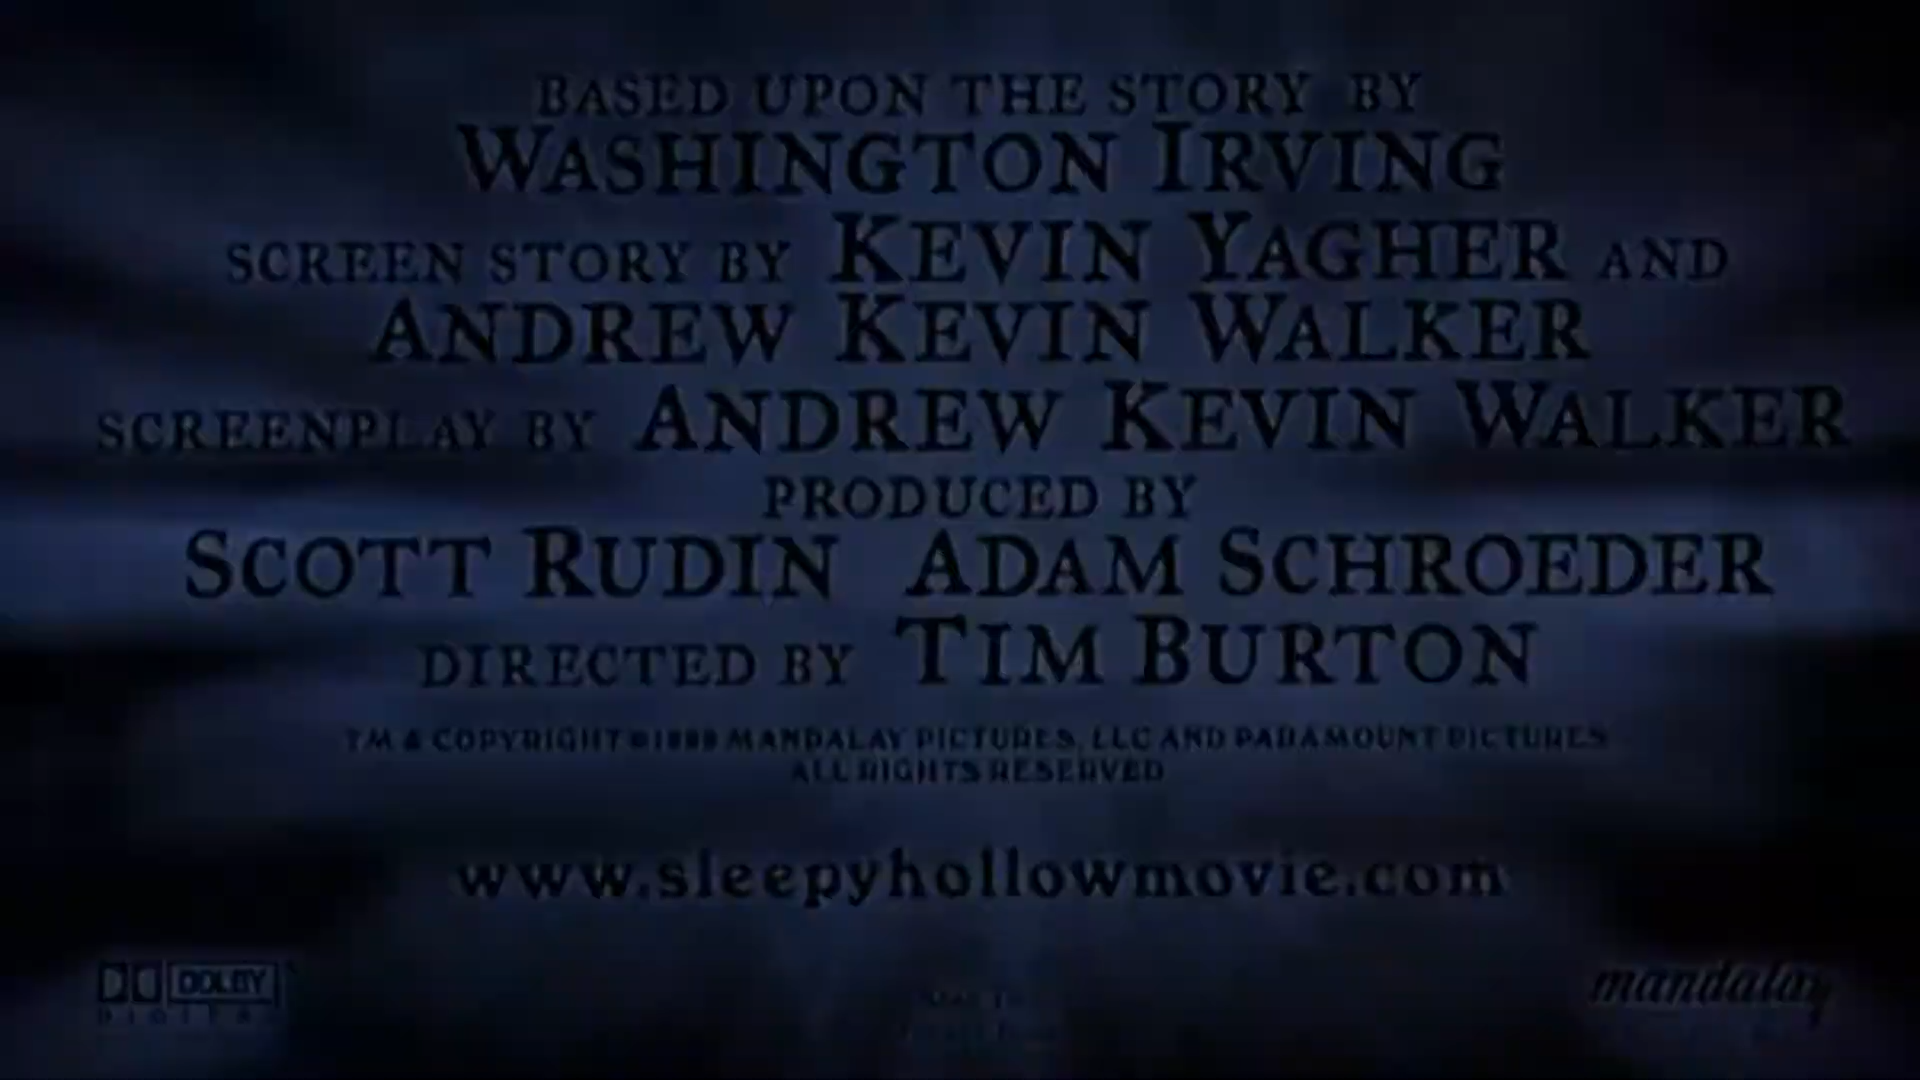 BASED UPON THE STORY BY
WASHINGTON IRVING
SCREEN STORY BY KEVIN YAGHER AND
ANDREW KEVIN WALKER
SCREENPLAY BY ANDREW KEVIN WALKER
PRODUCED BY
SCOTT RUDIN ADAM SCHROEDER
DIRECTED BY TIM BURTON
TM & COPYRIGHT ©1999 MANDALAY PICTURES, LLC AND PARAMOUNT PICTURES
ALL RIGHTS RESERVED
www.sleepyhollowmovie.com
DOLBY
DIGITAL
mandalay